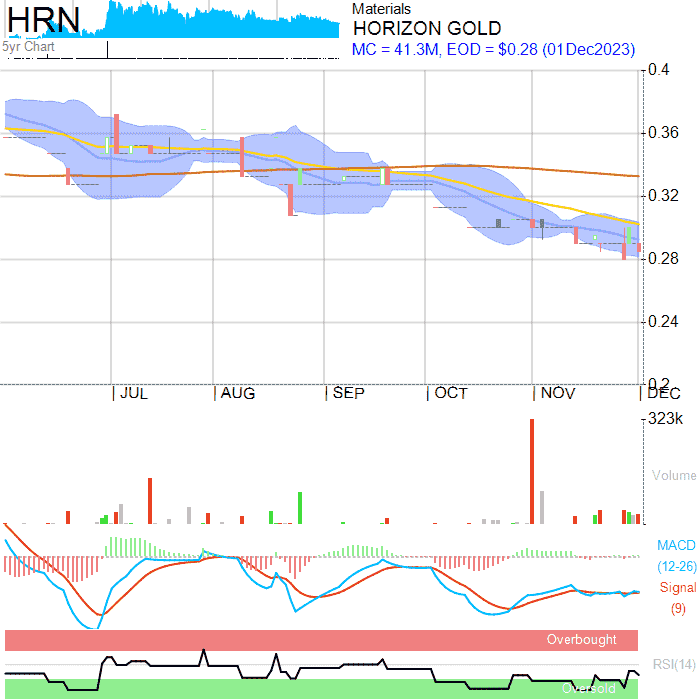 HRN
5yr Chart
Materials
HORIZON GOLD
MC = 41.3M, EOD = $0.28 (01Dec2023)
0.4
0.36
0.32
0.28
0.24
0.2
JUL AUG SEP OCT NOV DEC
323k
Volume
MACD
(12-26)
Signal
(9)
Overbought
RSI(14)
Oversold